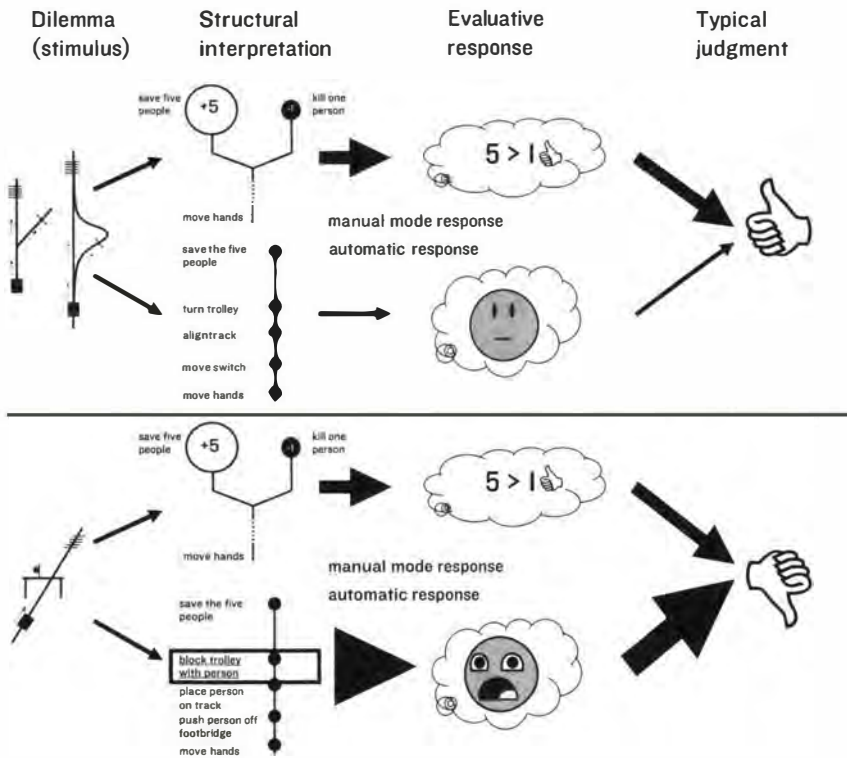 Dilemma
(stimulus)
Structural
interpretation
Evaluative
response
Typical
judgment
save five
people
+5
-1
kill one
person
5 > 1
move hands
manual mode response
automatic response
save the five
people
turn trolley
aligntrack
move switch
move hands
save five
people
+5
-1
kill one
person
5 > 1
move hands
manual mode response
automatic response
save the five
people
block trolley
with person
place person
on track
push person off
footbridge
move hands